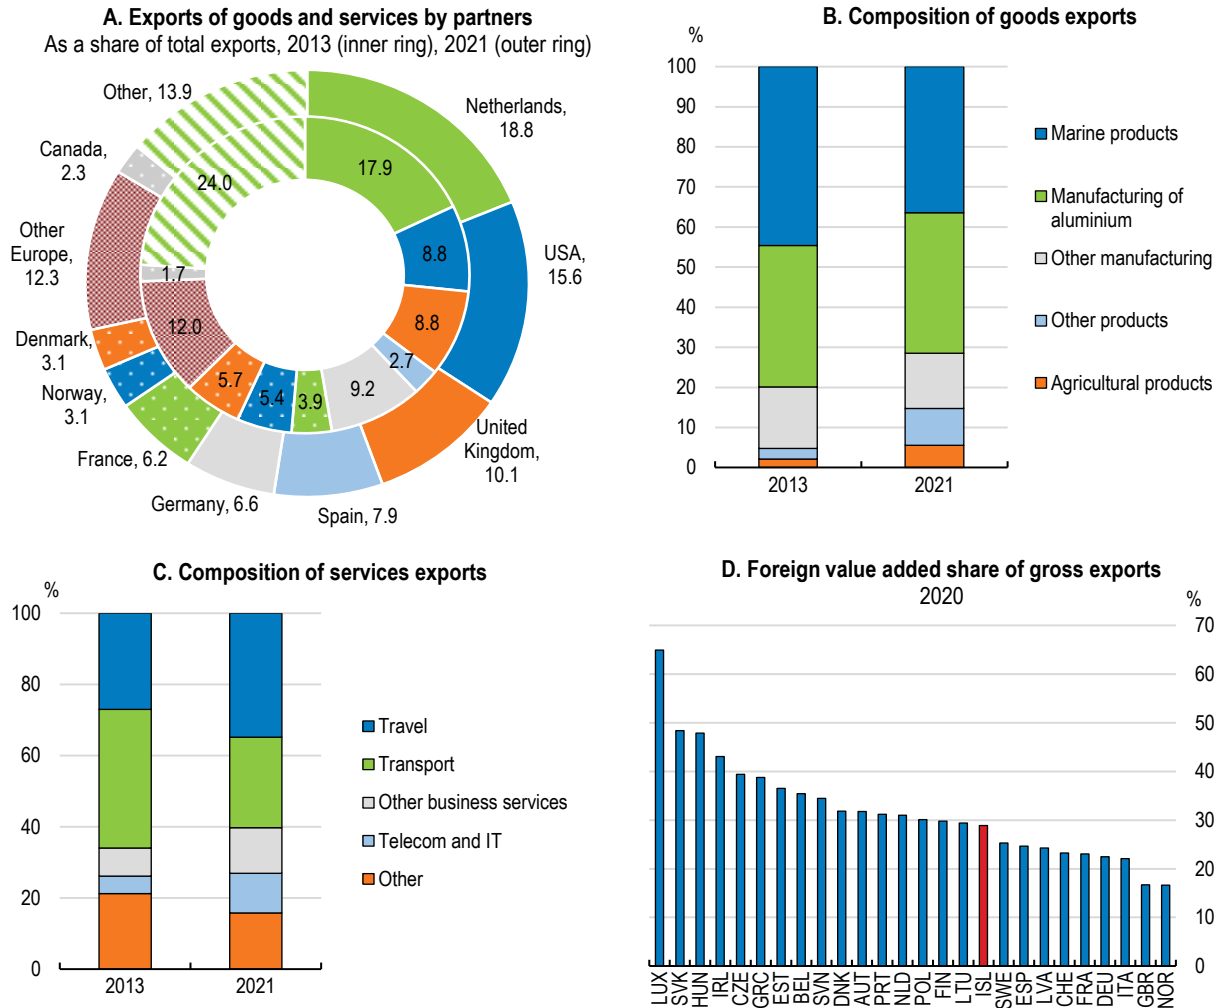 A. Exports of goods and services by partners
As a share of total exports, 2013 (inner ring), 2021 (outer ring)
Other, 13.9
Netherlands,
18.8
Canada,
2.3
17.9
24.0
Other
Europe,
12.3
8.8
USA,
15.6
1.7
8.8
12.0
2.7
Denmark,
3.1
5.7
5.4
3.9
9.2
Norway,
3.1
United
Kingdom,
10.1
France, 6.2
Germany, 6.6
Spain, 7.9
B. Composition of goods exports
%
100
90
80
70
60
50
40
30
20
10
0
2013
2021
Marine products
Manufacturing of
aluminium
Other manufacturing
Other products
Agricultural products
C. Composition of services exports
%
100
80
60
40
20
0
2013
2021
Travel
Transport
Other business services
Telecom and IT
Other
D. Foreign value added share of gross exports
2020
%
70
60
50
40
30
20
10
0
LUX
SVK
HUN
IRL
CZE
GRC
EST
BEL
SVN
DNK
AUT
PRT
NLD
POL
FIN
LTU
ISL
SWE
ESP
LVA
CHE
FRA
DEU
ITA
GBR
NOR